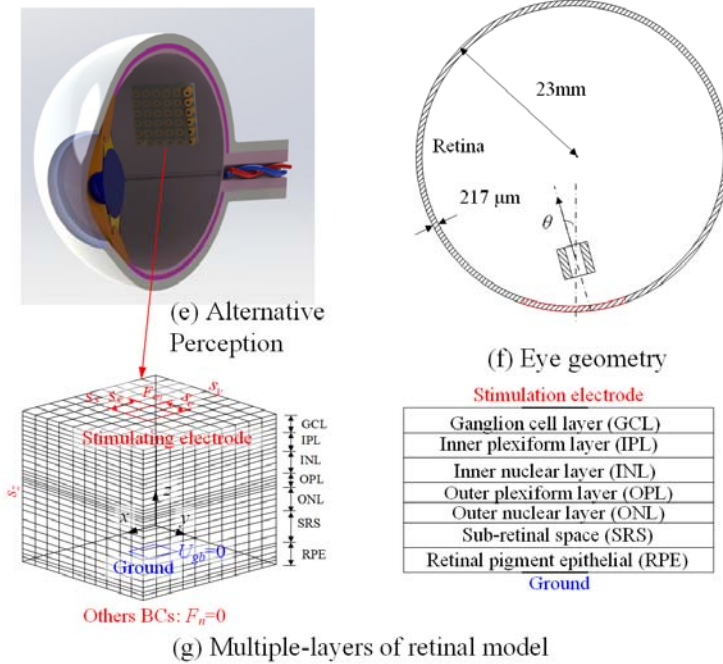 (e) Alternative
Perception
23mm
Retina
217 μm
θ
(f) Eye geometry
Stimulating electrode
GCL
IPL
INL
OPL
ONL
SRS
RPE
z
x
y
Ground
U_gb=0
Others BCs: F_n=0
Stimulation electrode
Ganglion cell layer (GCL)
Inner plexiform layer (IPL)
Inner nuclear layer (INL)
Outer plexiform layer (OPL)
Outer nuclear layer (ONL)
Sub-retinal space (SRS)
Retinal pigment epithelial (RPE)
Ground
(g) Multiple-layers of retinal model